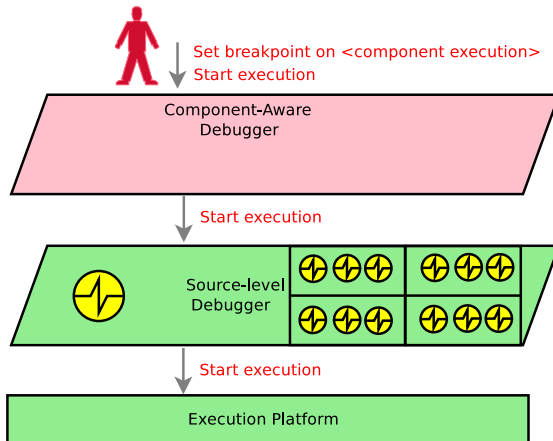 Set breakpoint on <component execution>
Start execution
Component-Aware
Debugger
Start execution
Source-level
Debugger
Start execution
Execution Platform